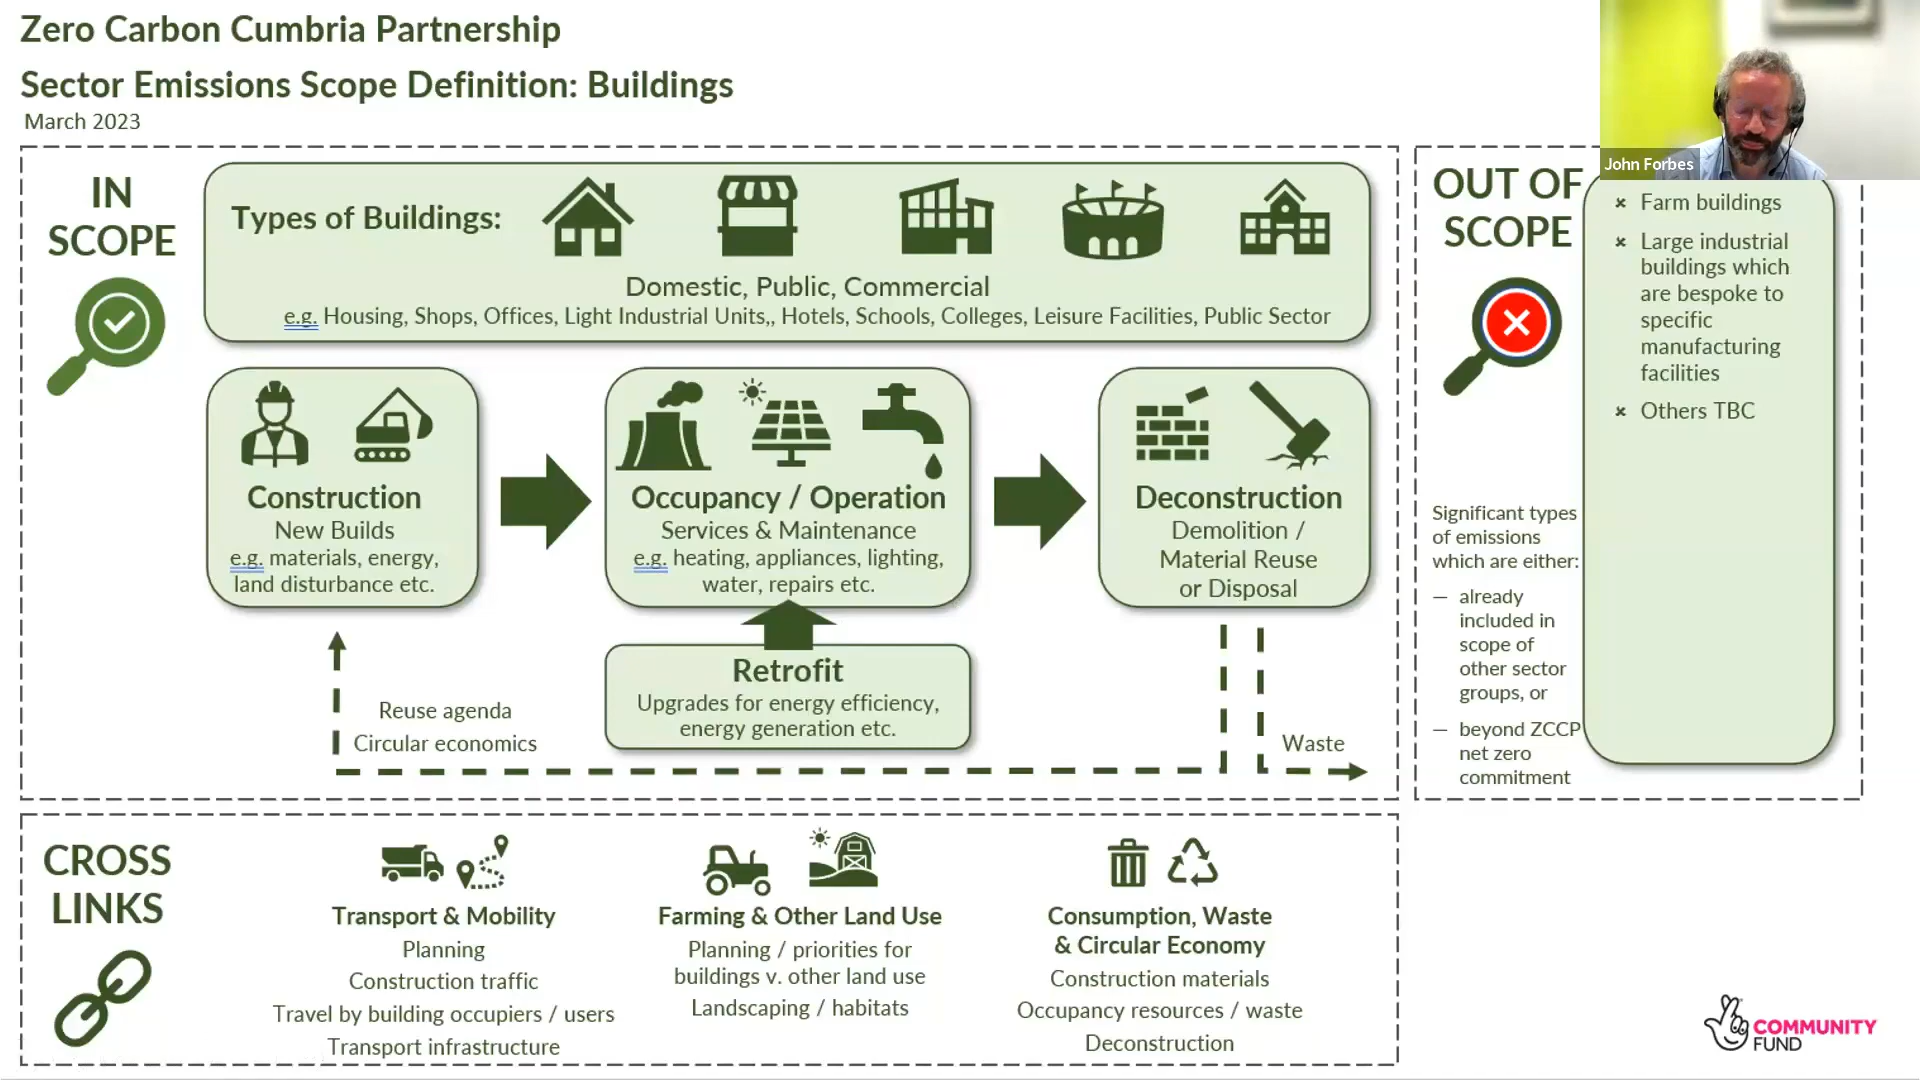 Zero Carbon Cumbria Partnership
Sector Emissions Scope Definition: Buildings
March 2023
IN
SCOPE
Types of Buildings:
Domestic, Public, Commercial
e.g. Housing, Shops, Offices, Light Industrial Units,, Hotels, Schools, Colleges, Leisure Facilities, Public Sector
Construction
New Builds
e.g. materials, energy,
land disturbance etc.
Occupancy / Operation
Services & Maintenance
e.g. heating, appliances, lighting,
water, repairs etc.
Deconstruction
Demolition /
Material Reuse
or Disposal
Retrofit
Upgrades for energy efficiency,
energy generation etc.
Reuse agenda
Circular economics
Waste
OUT OF
SCOPE
Significant types
of emissions
which are either:
— already
included in
scope of
other sector
groups, or
— beyond ZCCP
net zero
commitment
John Forbes
× Farm buildings
× Large industrial
buildings which
are bespoke to
specific
manufacturing
facilities
× Others TBC
CROSS
LINKS
Transport & Mobility
Planning
Construction traffic
Travel by building occupiers / users
Transport infrastructure
Farming & Other Land Use
Planning / priorities for
buildings v. other land use
Landscaping / habitats
Consumption, Waste
& Circular Economy
Construction materials
Occupancy resources / waste
Deconstruction
COMMUNITY
FUND